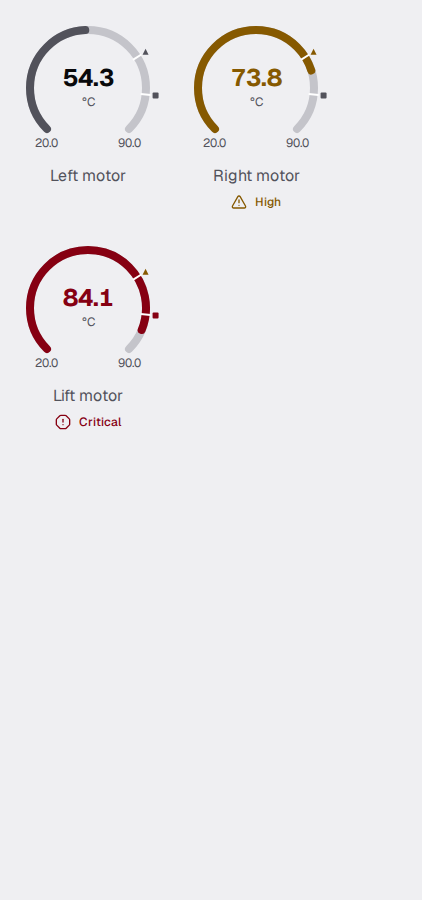 54.3
°C
20.0 90.0
Left motor
73.8
°C
20.0 90.0
Right motor
High
84.1
°C
20.0 90.0
Lift motor
Critical